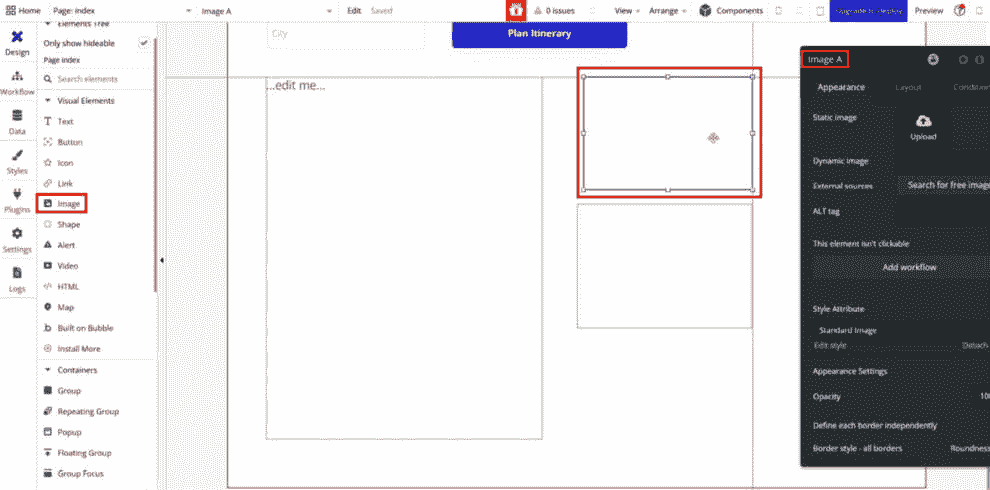 Home
Page: index
Image A
Edit
Saved
0 issues
View
Arrange
Components
Upgrade to deploy
Preview
Design
Workflow
Data
Styles
Plugins
Settings
Logs
Elements Tree
Only show hideable
Page index
Search elements
Visual Elements
Text
Button
Icon
Link
Image
Shape
Alert
Video
HTML
Map
Built on Bubble
Install More
Containers
Group
Repeating Group
Popup
Floating Group
Group Focus
City
Plan Itinerary
...edit me...
Image A
Appearance
Layout
Condition
Static image
Upload
Dynamic image
External sources
Search for free image
ALT tag
This element isn't clickable
Add workflow
Style Attribute
Standard Image
Edit style
Detach
Appearance Settings
Opacity
10
Define each border independently
Border style - all borders
Roundness